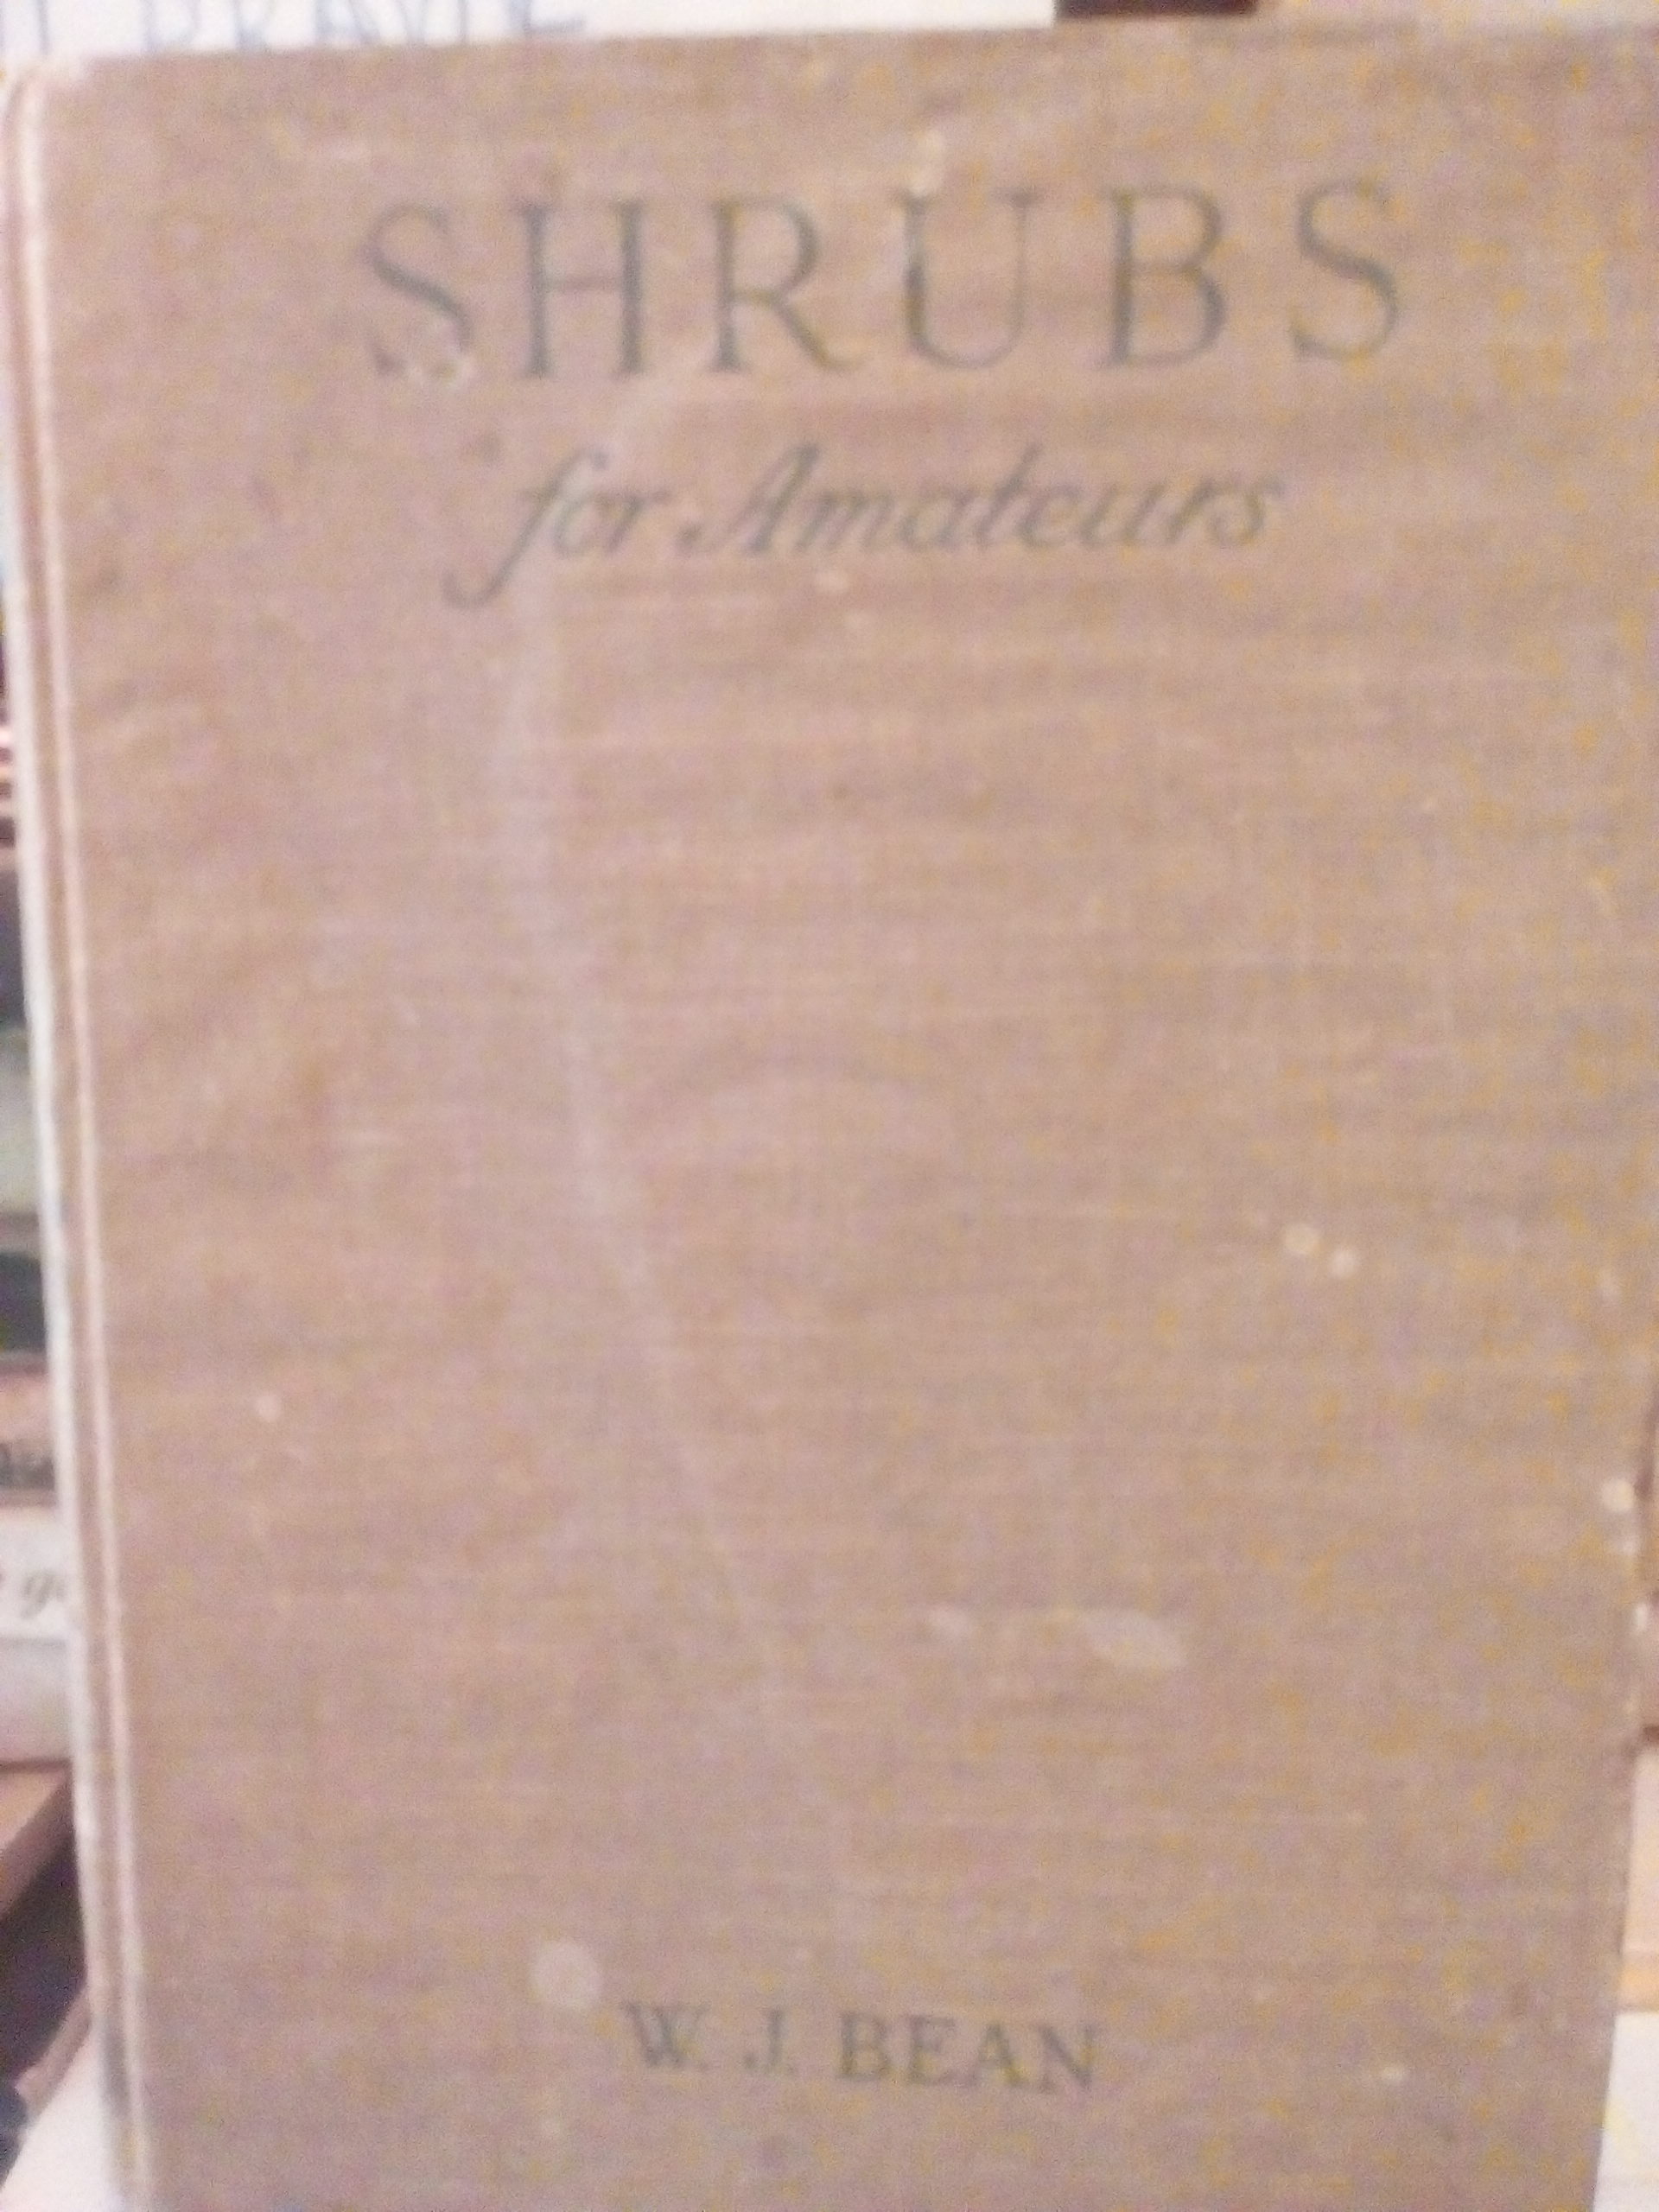 SHRUBS
for Amateurs
W. J. BEAN